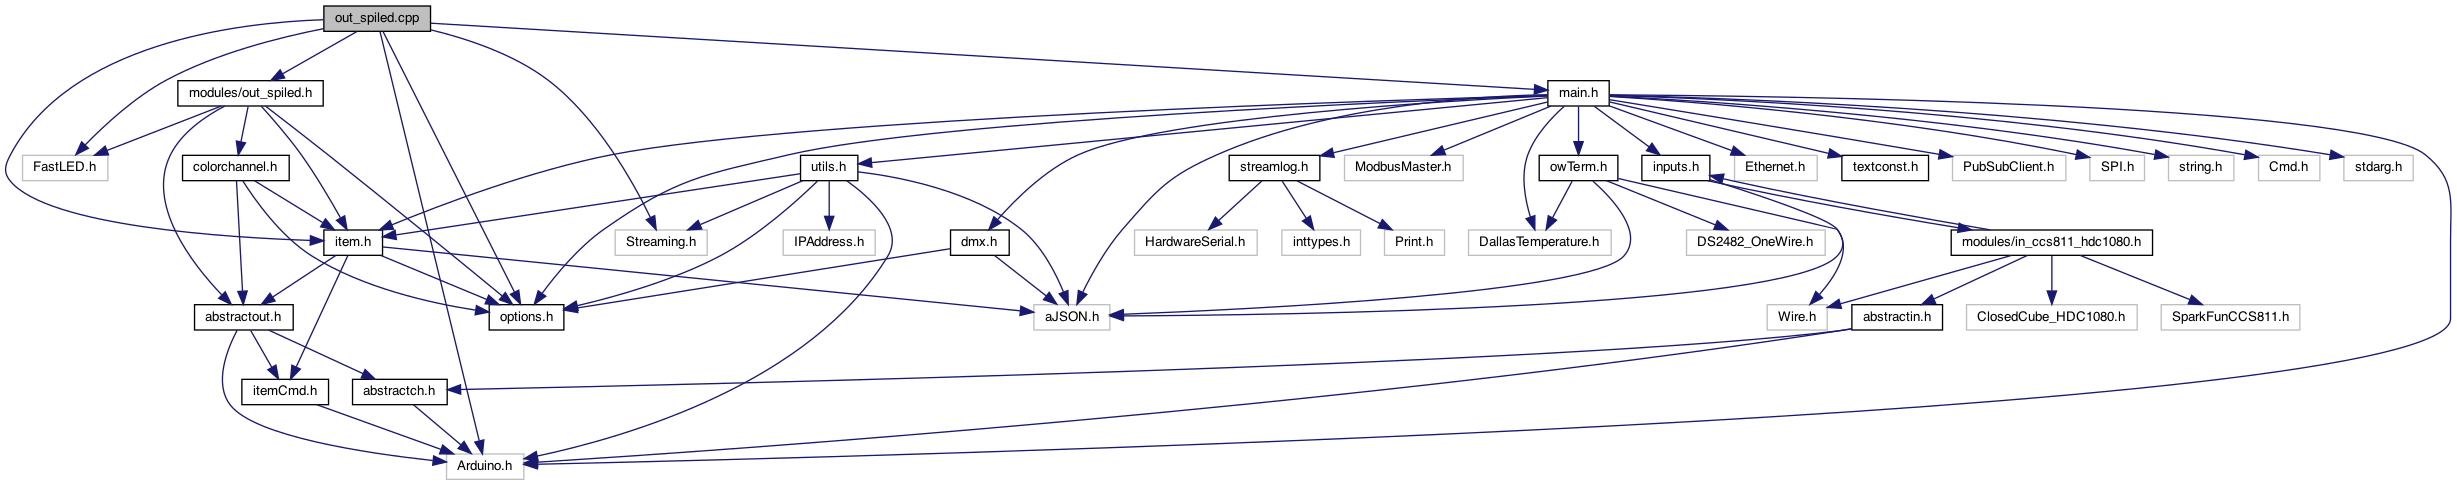 out_spiled.cpp
modules/out_spiled.h
main.h
FastLED.h
colorchannel.h
utils.h
streamlog.h
ModbusMaster.h
owTerm.h
inputs.h
Ethernet.h
textconst.h
PubSubClient.h
SPI.h
string.h
Cmd.h
stdarg.h
item.h
Streaming.h
IPAddress.h
dmx.h
HardwareSerial.h
inttypes.h
Print.h
DallasTemperature.h
DS2482_OneWire.h
modules/in_ccs811_hdc1080.h
abstractout.h
options.h
aJSON.h
Wire.h
abstractin.h
ClosedCube_HDC1080.h
SparkFunCCS811.h
itemCmd.h
abstractch.h
Arduino.h